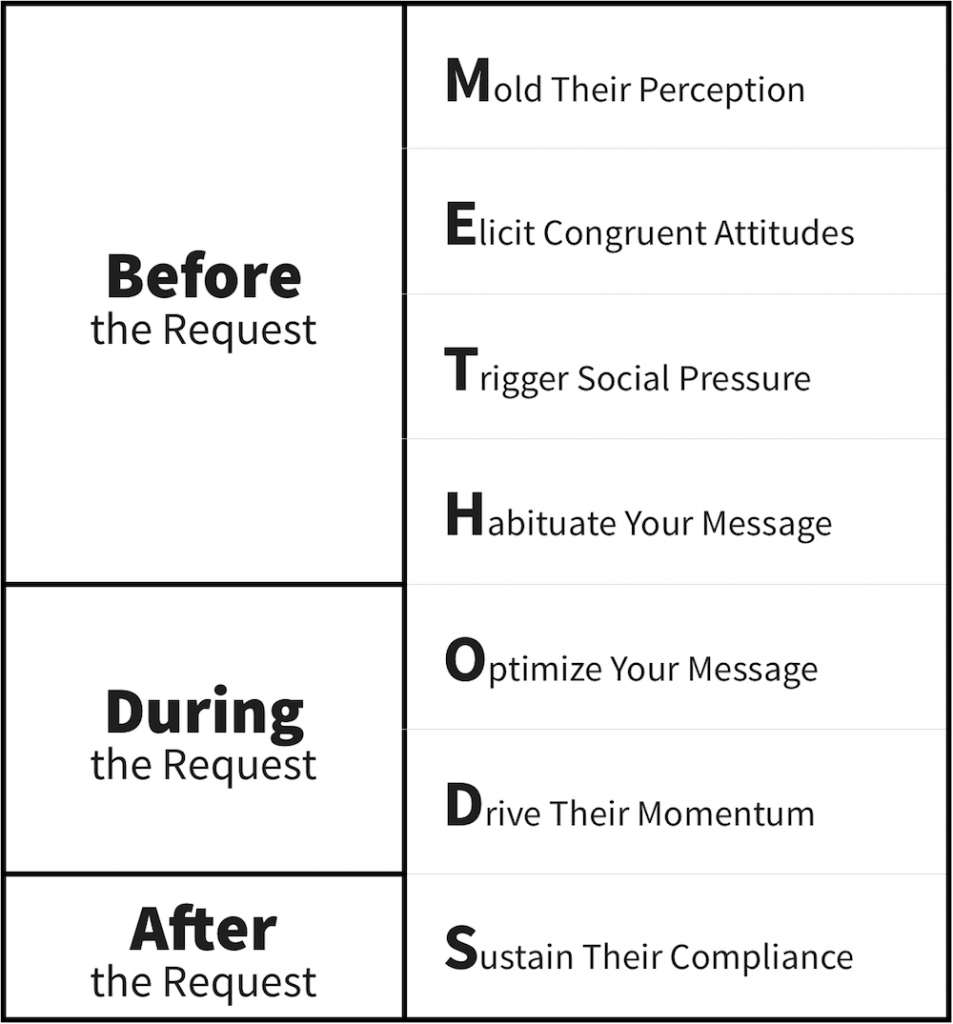 Before
the Request
Mold Their Perception
Elicit Congruent Attitudes
Trigger Social Pressure
Habituate Your Message
During
the Request
Optimize Your Message
Drive Their Momentum
After
the Request
Sustain Their Compliance